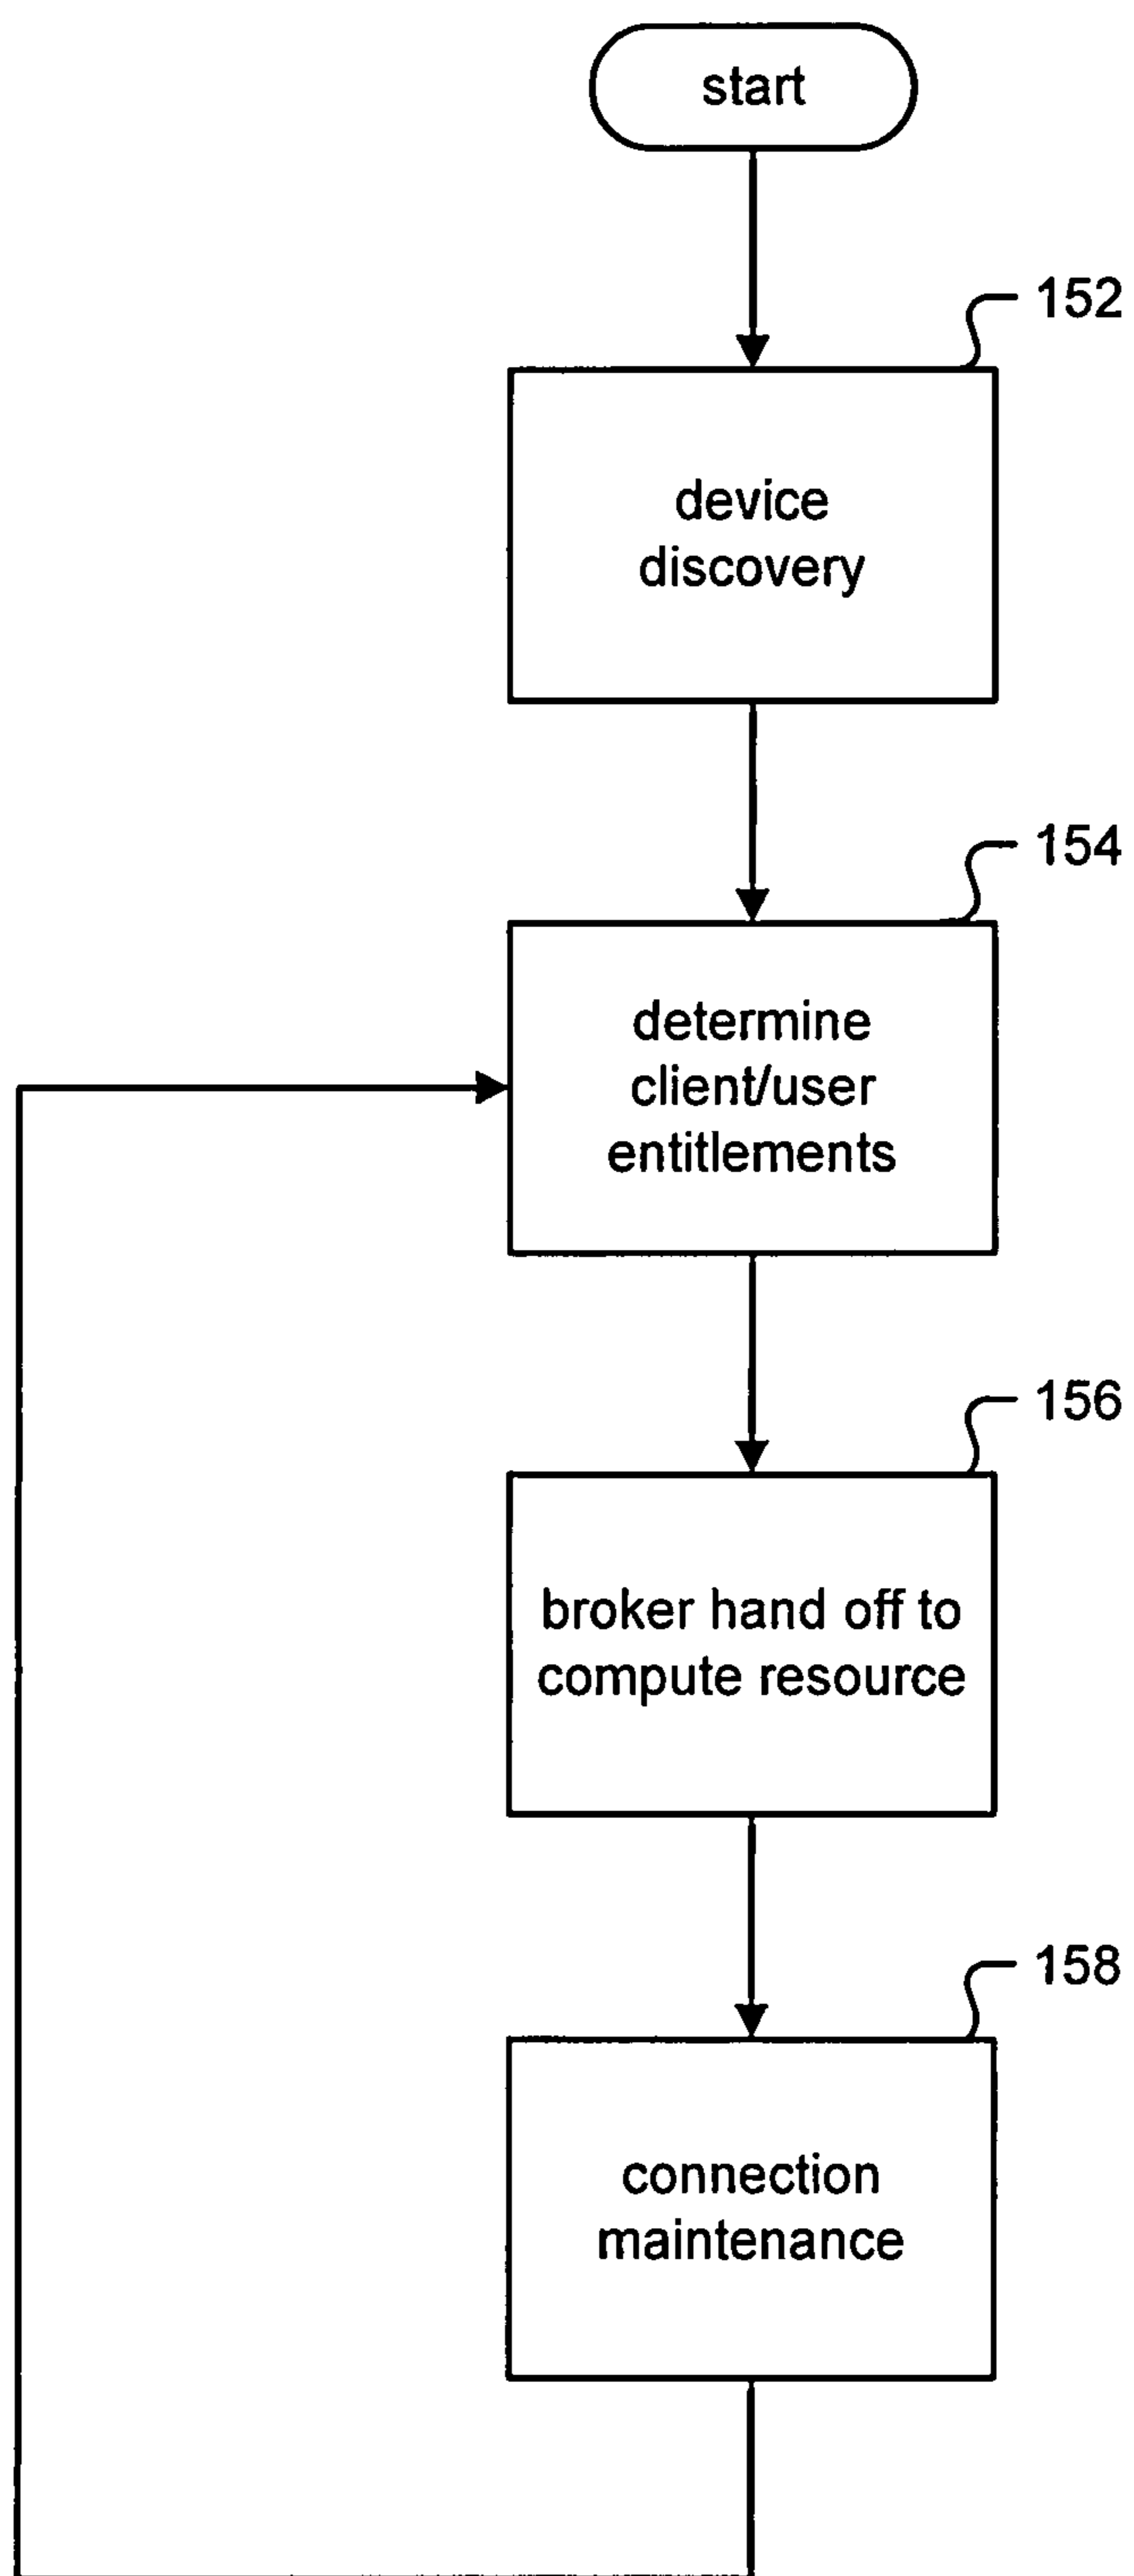 start
152
device
discovery
154
determine
client/user
entitlements
156
broker hand off to
compute resource
158
connection
maintenance